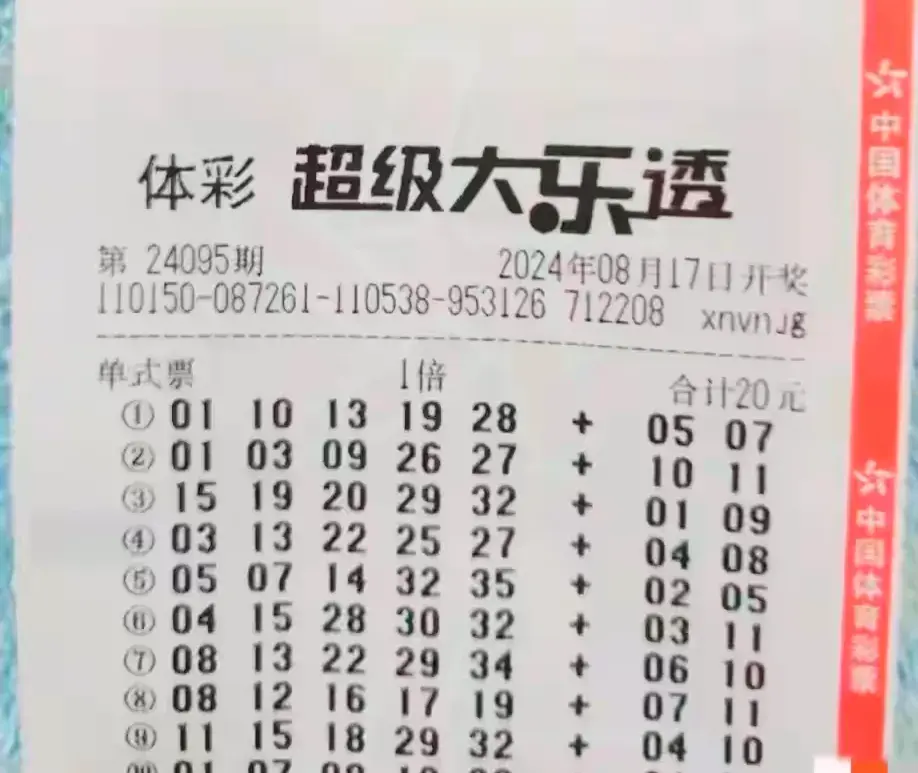 体彩 超级大乐透
第 24095期 2024年08月17日开奖
110150-087261-110538-953126 712208 xnvnJg
单式票 1倍 合计20元
① 01 10 13 19 28 + 05 07
② 01 03 09 26 27 + 10 11
③ 15 19 20 29 32 + 01 09
④ 03 13 22 25 27 + 04 08
⑤ 05 07 14 32 35 + 02 05
⑥ 04 15 28 30 32 + 03 11
⑦ 08 13 22 29 34 + 06 10
⑧ 08 12 16 17 19 + 07 11
⑨ 11 15 18 29 32 + 04 10
中国体育彩票
中国体育彩票